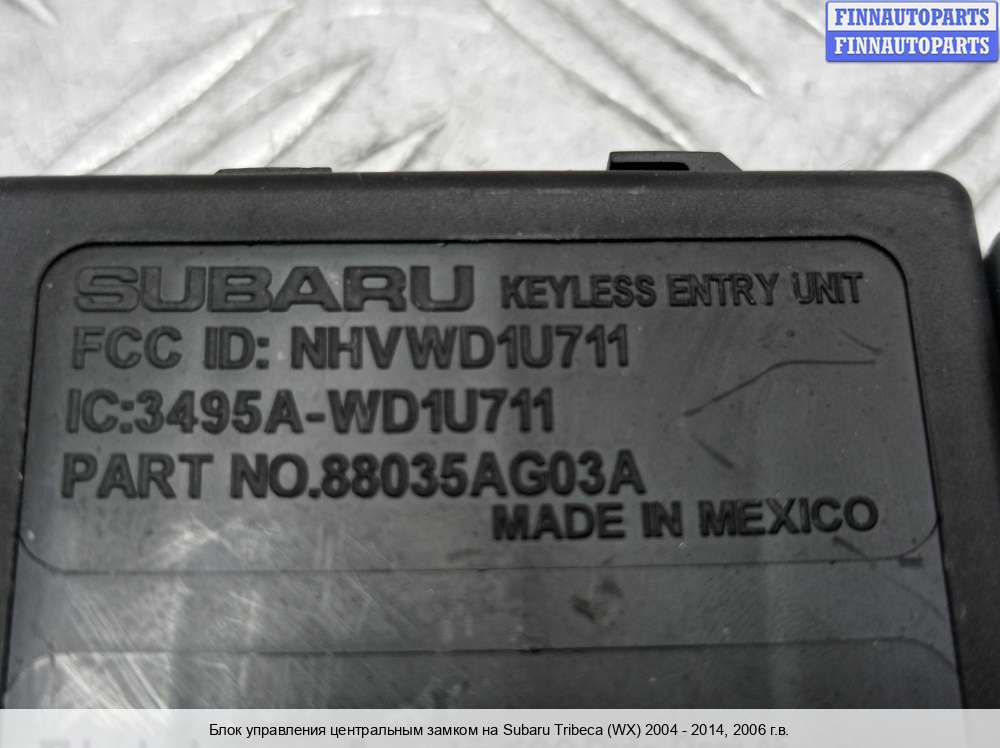 FINNAUTOPARTS
FINNAUTOPARTS
SUBARU KEYLESS ENTRY UNIT
FCC ID: NHVWD1U711
IC:3495A-WD1U711
PART NO.88035AG03A
MADE IN MEXICO
Блок управления центральным замком на Subaru Tribeca (WX) 2004 - 2014, 2006 г.в.